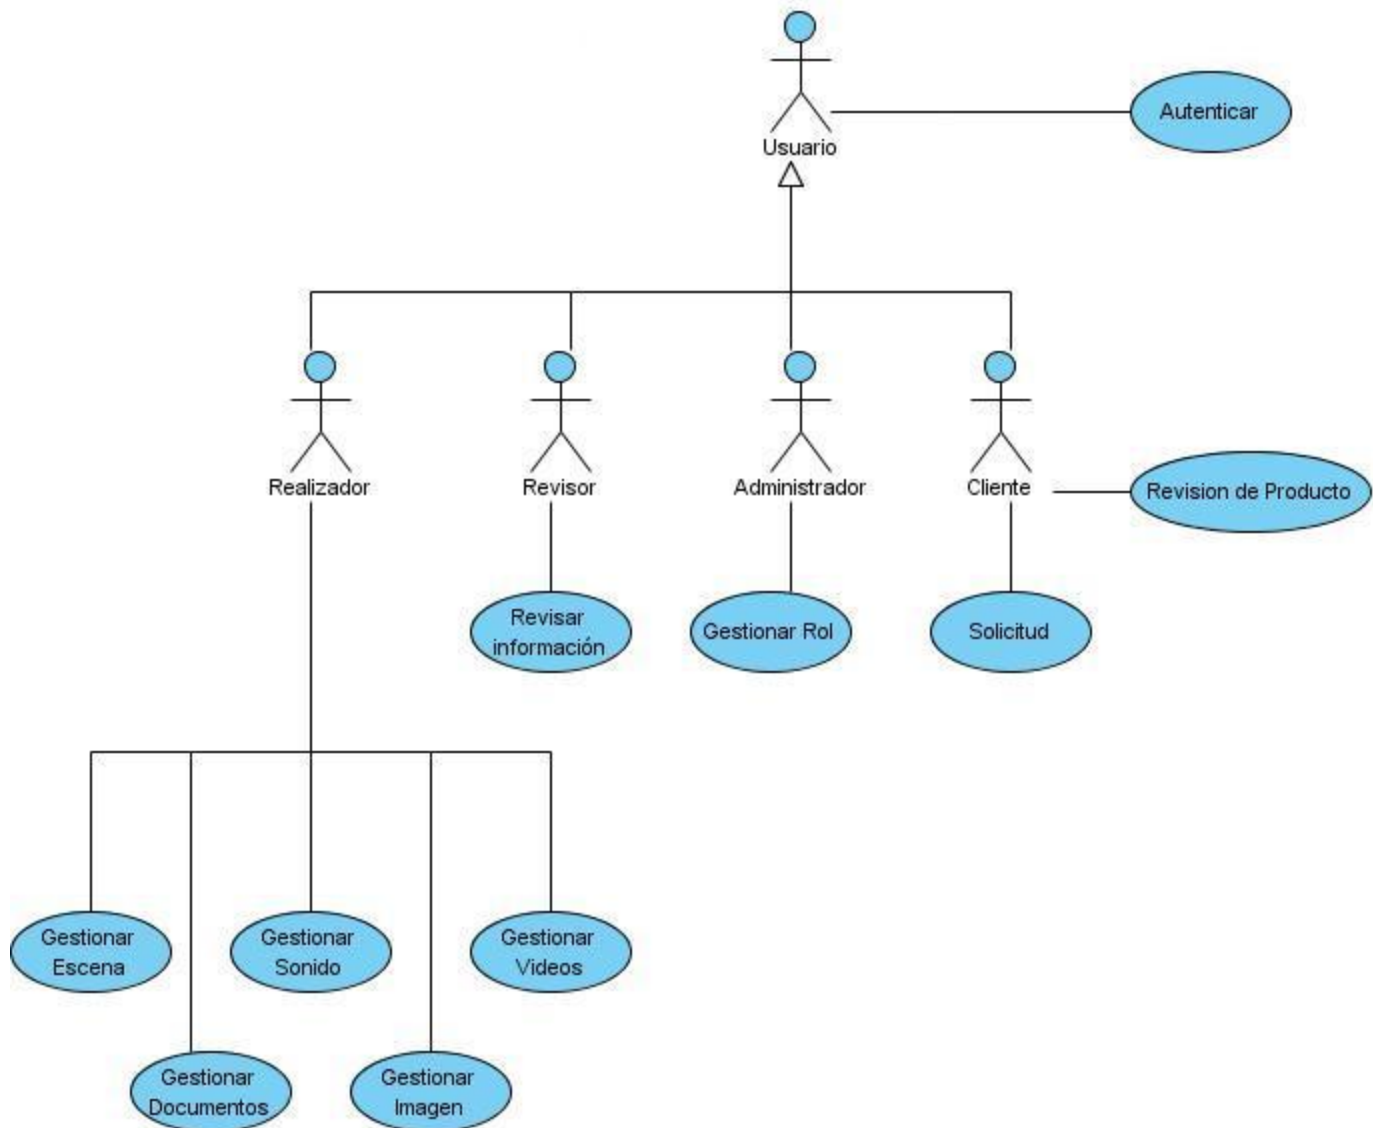 Autenticar
Usuario
Realizador
Revisor
Administrador
Cliente
Revision de Producto
Revisar
información
Gestionar Rol
Solicitud
Gestionar
Escena
Gestionar
Sonido
Gestionar
Videos
Gestionar
Documentos
Gestionar
Imagen